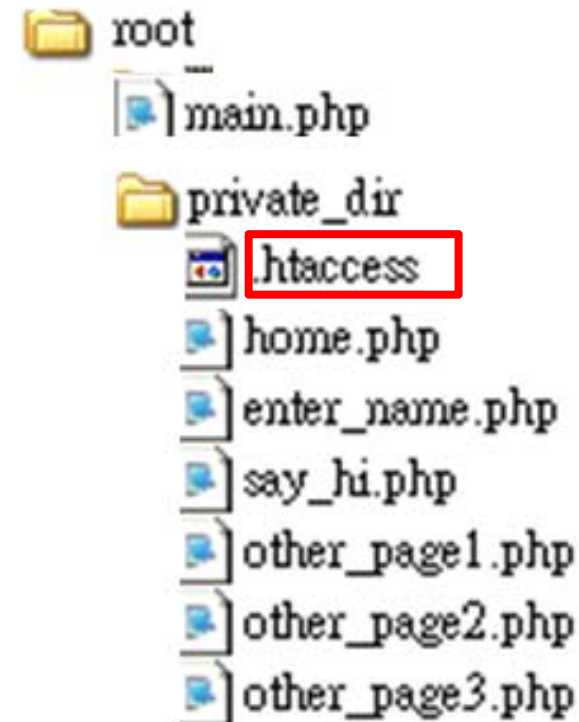 root
main.php
private_dir
.htaccess
home.php
enter_name.php
say_hi.php
other_page1.php
other_page2.php
other_page3.php